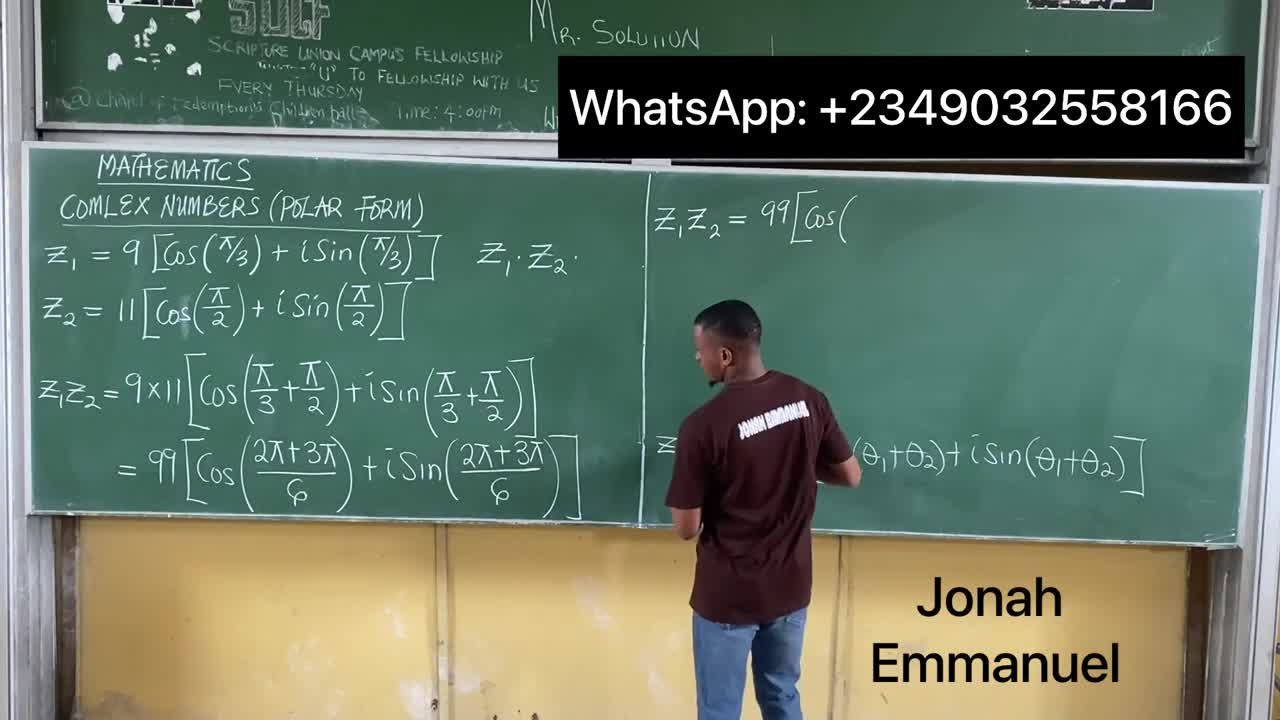 SUCF
MR. SOLUTION
SCRIPTURE UNION CAMPUS FELLOWSHIP
"U" TO FELLOWSHIP WITH US
EVERY THURSDAY
Time: 4:00pm
WhatsApp: +2349032558166
MATHEMATICS
COMLEX NUMBERS (POLAR FORM)
Z₁ = 9[Cos(π/3) + i Sin(π/3)] Z₁· Z₂.
Z₂ = 11[Cos(π/2) + i Sin(π/2)]
Z₁Z₂ = 9×11[Cos(π/3 + π/2) + i Sin(π/3 + π/2)]
= 99[Cos((2π+3π)/6) + i Sin((2π+3π)/6)]
Z₁Z₂ = 99[Cos(
(θ₁+θ₂) + i Sin(θ₁+θ₂)]
JONAH EMMANUEL
Jonah
Emmanuel